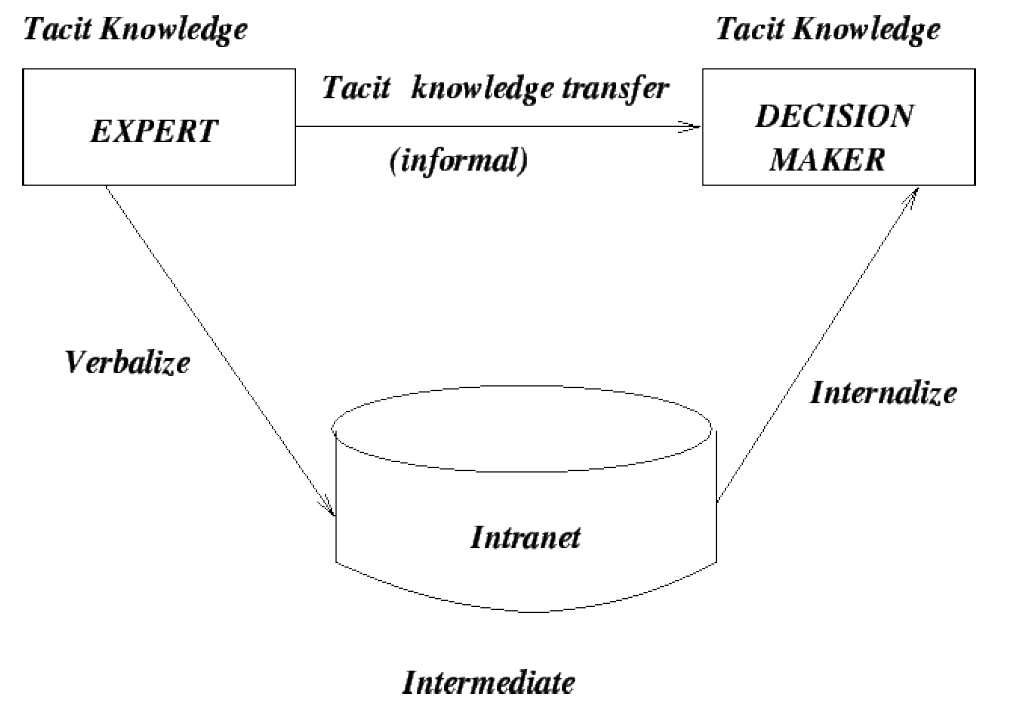 Tacit Knowledge
Tacit Knowledge
EXPERT
Tacit knowledge transfer
(informal)
DECISION
MAKER
Verbalize
Internalize
Intranet
Intermediate